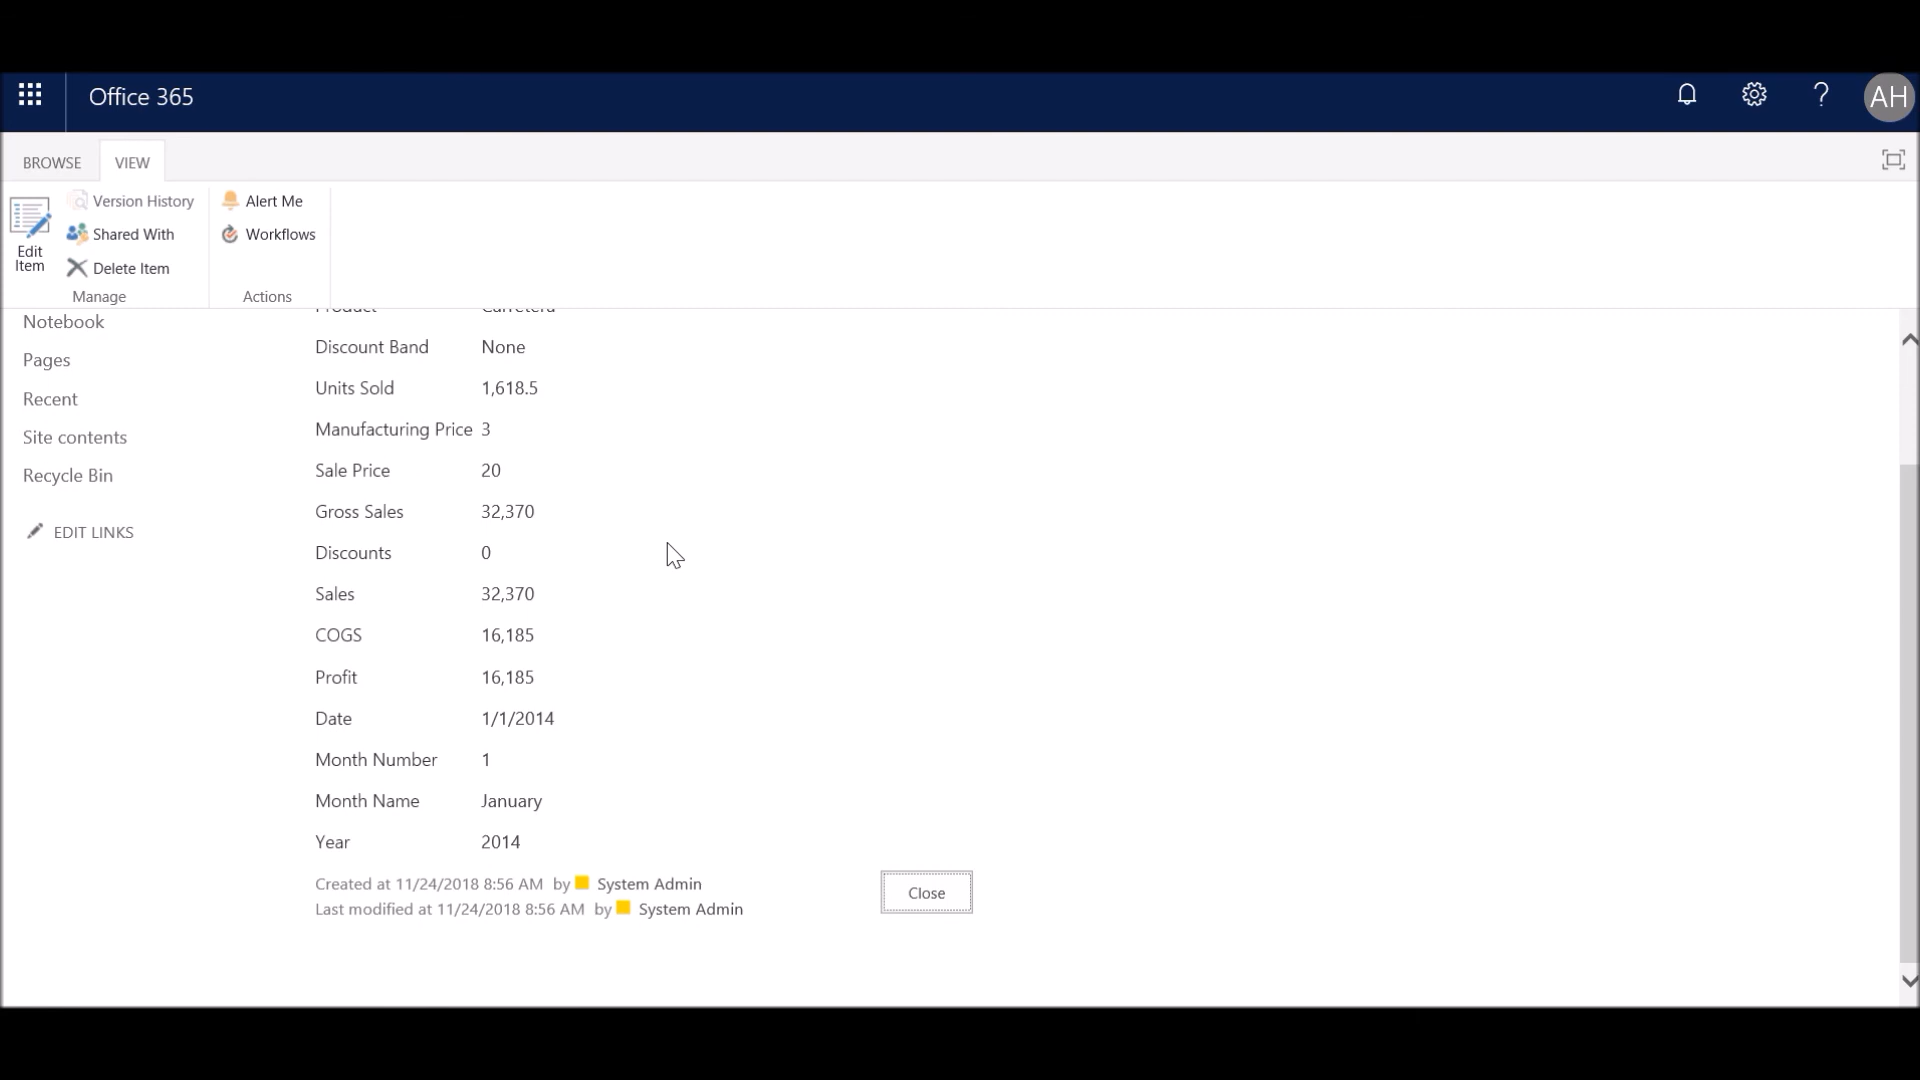 Office 365
AH
BROWSE
VIEW
Edit
Item
Version History
Shared With
Delete Item
Manage
Alert Me
Workflows
Actions
Notebook
Pages
Recent
Site contents
Recycle Bin
EDIT LINKS
Product Carretera
Discount Band None
Units Sold 1,618.5
Manufacturing Price 3
Sale Price 20
Gross Sales 32,370
Discounts 0
Sales 32,370
COGS 16,185
Profit 16,185
Date 1/1/2014
Month Number 1
Month Name January
Year 2014
Created at 11/24/2018 8:56 AM by System Admin
Last modified at 11/24/2018 8:56 AM by System Admin
Close